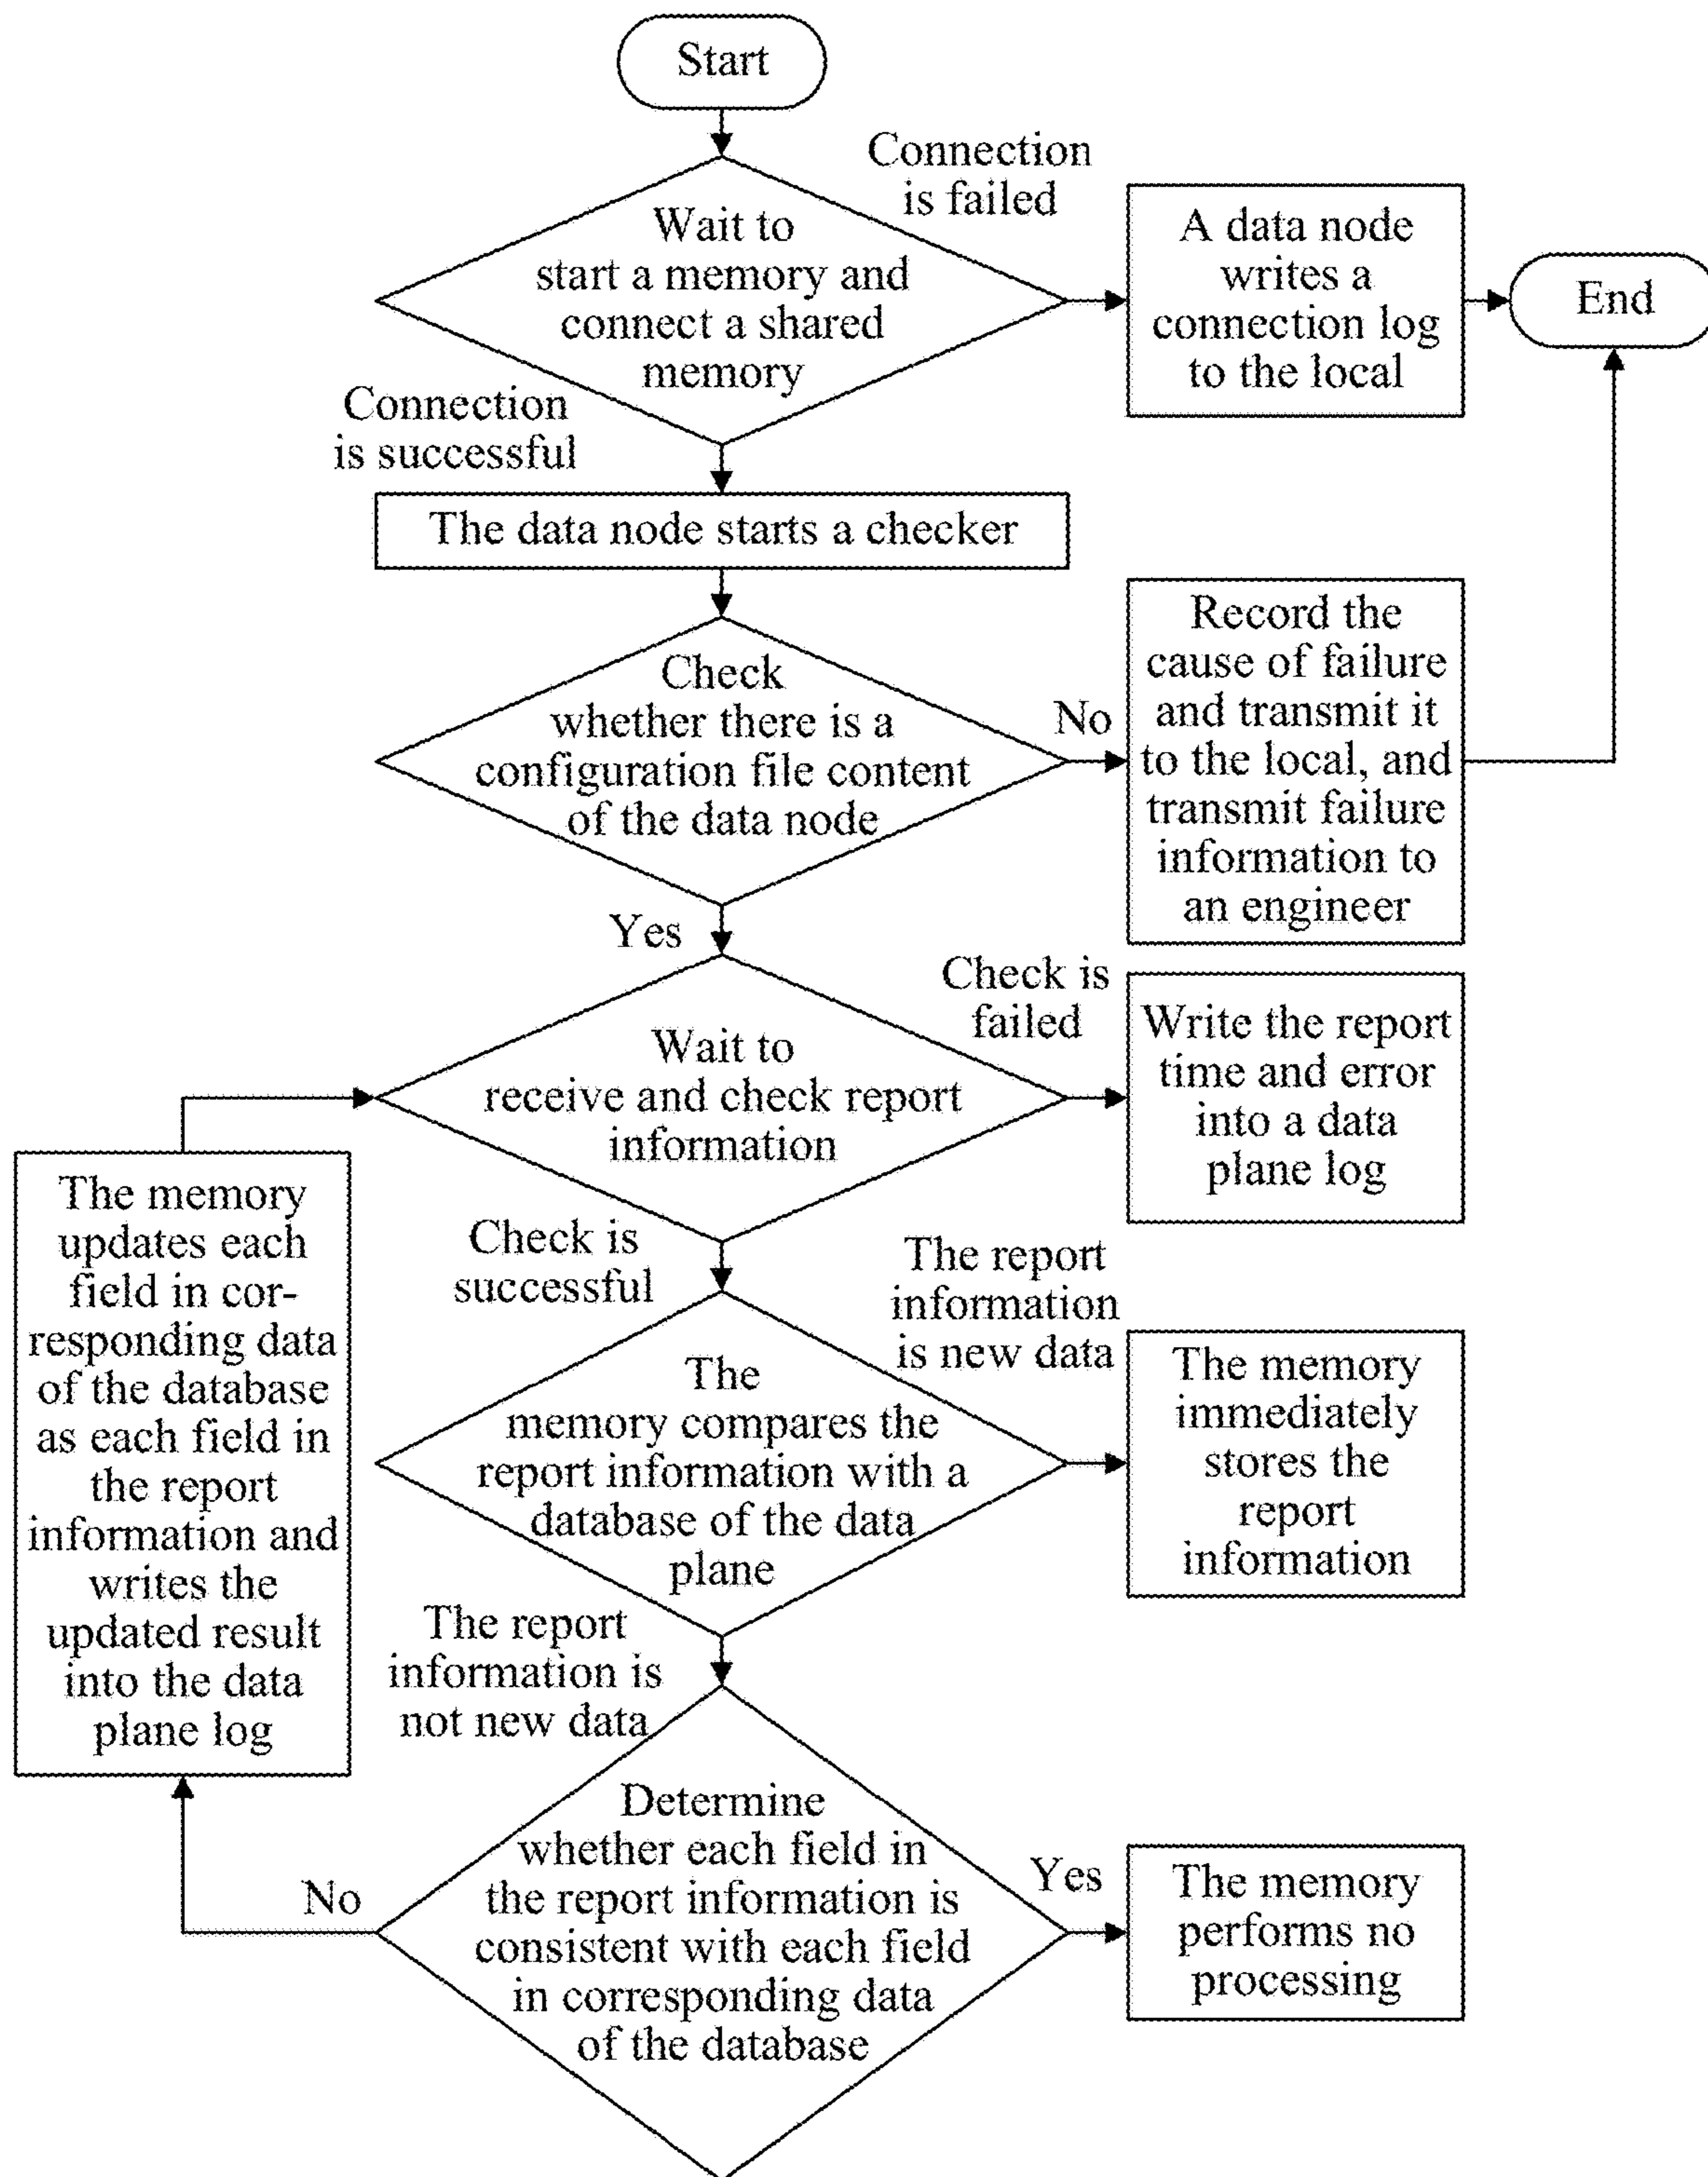 Start
Connection
is failed
Wait to
start a memory and
connect a shared
memory
A data node
writes a
connection log
to the local
End
Connection
is successful
The data node starts a checker
Check
whether there is a
configuration file content
of the data node
No
Record the
cause of failure
and transmit it
to the local, and
transmit failure
information to
an engineer
Yes
Check is
failed
Wait to
receive and check report
information
Write the report
time and error
into a data
plane log
The memory
updates each
field in cor-
responding data
of the database
as each field in
the report
information and
writes the
updated result
into the data
plane log
Check is
successful
The report
information
is new data
The
memory compares the
report information with a
database of the data
plane
The memory
immediately
stores the
report
information
The report
information is
not new data
Determine
whether each field in
the report information is
consistent with each field
in corresponding data
of the database
No
Yes
The memory
performs no
processing